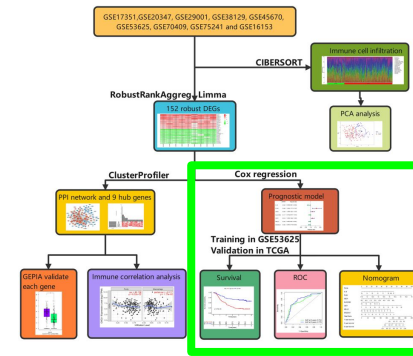 GSE17351,GSE20347, GSE29001, GSE38129, GSE45670,
GSE53625, GSE70409, GSE75241 and GSE16153
CIBERSORT
Immune cell infiltration
RobustRankAggreg, Limma
152 robust DEGs
PCA analysis
ClusterProfiler
Cox regression
PPI network and 9 hub genes
Prognostic model
Training in GSE53625
Validation in TCGA
GEPIA validate
each gene
Immune correlation analysis
Survival
ROC
Nomogram